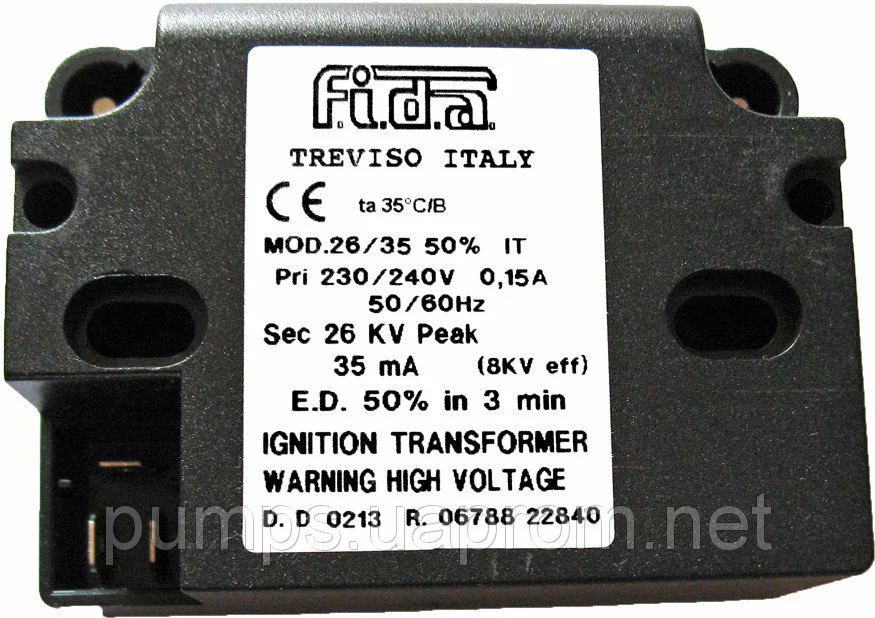 f.i.d.a.
TREVISO ITALY
CE ta 35°C/B
MOD.26/35 50% IT
Pri 230/240V 0,15A
50/60Hz
Sec 26 KV Peak
35 mA (8KV eff)
E.D. 50% in 3 min
IGNITION TRANSFORMER
WARNING HIGH VOLTAGE
D. D 0213 R. 06788 22840
pumps.uaprom.net